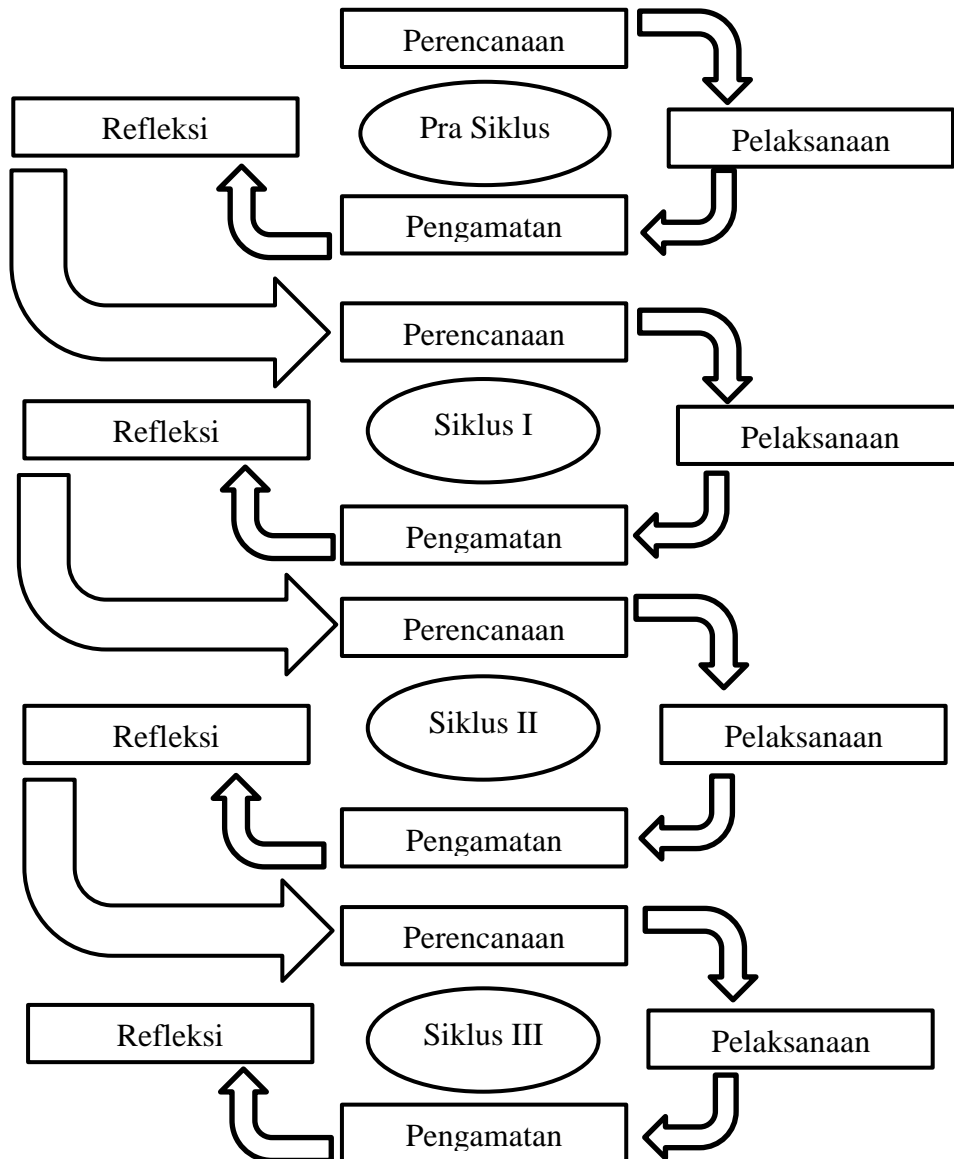 Perencanaan
Refleksi
Pra Siklus
Pelaksanaan
Pengamatan
Perencanaan
Refleksi
Siklus I
Pelaksanaan
Pengamatan
Perencanaan
Refleksi
Siklus II
Pelaksanaan
Pengamatan
Perencanaan
Refleksi
Siklus III
Pelaksanaan
Pengamatan